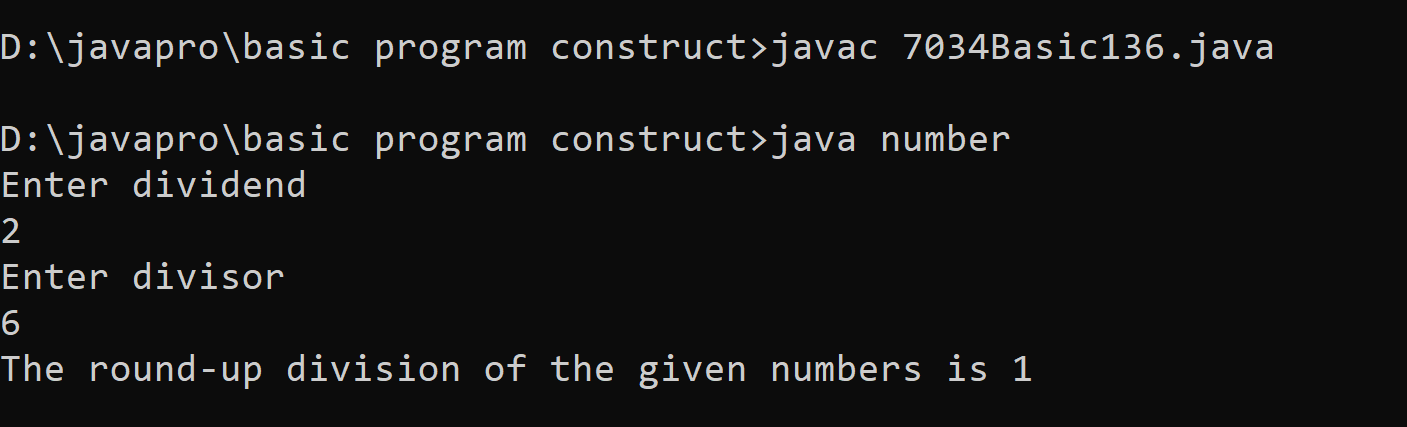 D:\javapro\basic program construct>javac 7034Basic136.java
D:\javapro\basic program construct>java number
Enter dividend
2
Enter divisor
6
The round-up division of the given numbers is 1